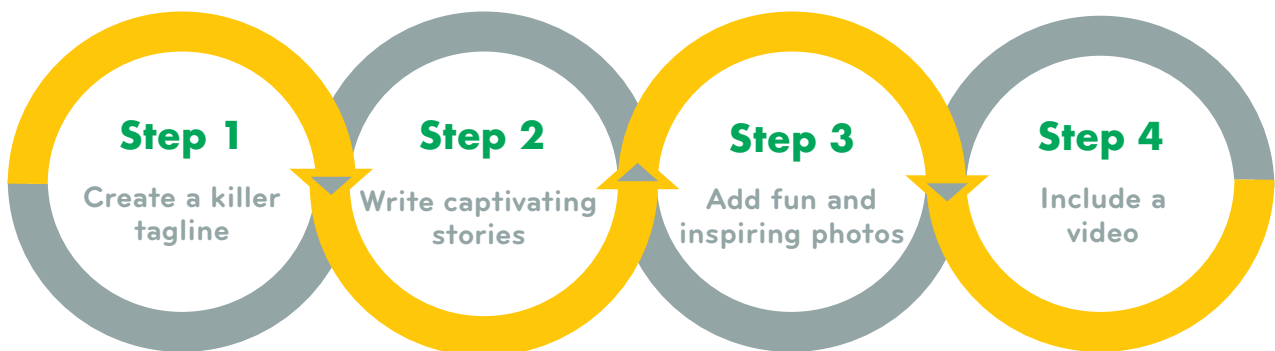 Step 1
Create a killer
tagline
Step 2
Write captivating
stories
Step 3
Add fun and
inspiring photos
Step 4
Include a
video